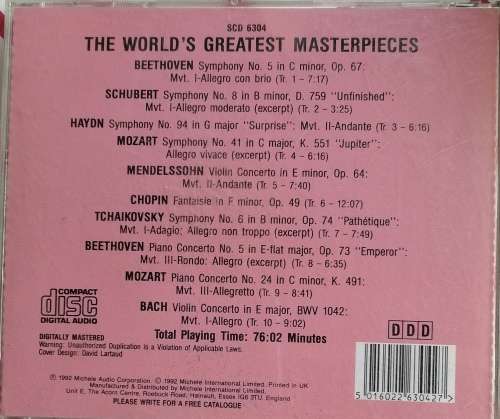 SCD 6304
THE WORLD'S GREATEST MASTERPIECES
BEETHOVEN Symphony No. 5 in C minor, Op. 67:
Mvt. I-Allegro con brio (Tr. 1 – 7:17)
SCHUBERT Symphony No. 8 in B minor, D. 759 "Unfinished":
Mvt. I-Allegro moderato (excerpt) (Tr. 2 – 3:25)
HAYDN Symphony No. 94 in G major "Surprise": Mvt. II-Andante (Tr. 3 – 6:16)
MOZART Symphony No. 41 in C major, K. 551 "Jupiter":
Allegro vivace (excerpt) (Tr. 4 – 6:16)
MENDELSSOHN Violin Concerto in E minor, Op. 64:
Mvt. II-Andante (Tr. 5 – 7:40)
CHOPIN Fantaisie in F minor, Op. 49 (Tr. 6 – 12:07)
TCHAIKOVSKY Symphony No. 6 in B minor, Op. 74 "Pathétique":
Mvt. I-Adagio; Allegro non troppo (excerpt) (Tr. 7 – 7:49)
BEETHOVEN Piano Concerto No. 5 in E-flat major, Op. 73 "Emperor":
Mvt. III-Rondo: Allegro (excerpt) (Tr. 8 – 6:35)
MOZART Piano Concerto No. 24 in C minor, K. 491:
Mvt. III-Allegretto (Tr. 9 – 8:41)
BACH Violin Concerto in E major, BWV 1042:
Mvt. I-Allegro (Tr. 10 – 9:02)
Total Playing Time: 76:02 Minutes
COMPACT
disc
DIGITAL AUDIO
DDD
DIGITALLY MASTERED
Warning: Unauthorized Duplication is a Violation of Applicable Laws.
Cover Design: David Lartaud
℗ 1992 Michele Audio Corporation. © 1992 Michele International Limited, Printed in UK
Manufactured & Distributed by Michele International Limited,
Unit E, The Acorn Centre, Roebuck Road, Hainault, Essex IG6 3TU, England
PLEASE WRITE FOR A FREE CATALOGUE
5 016022 630427 >